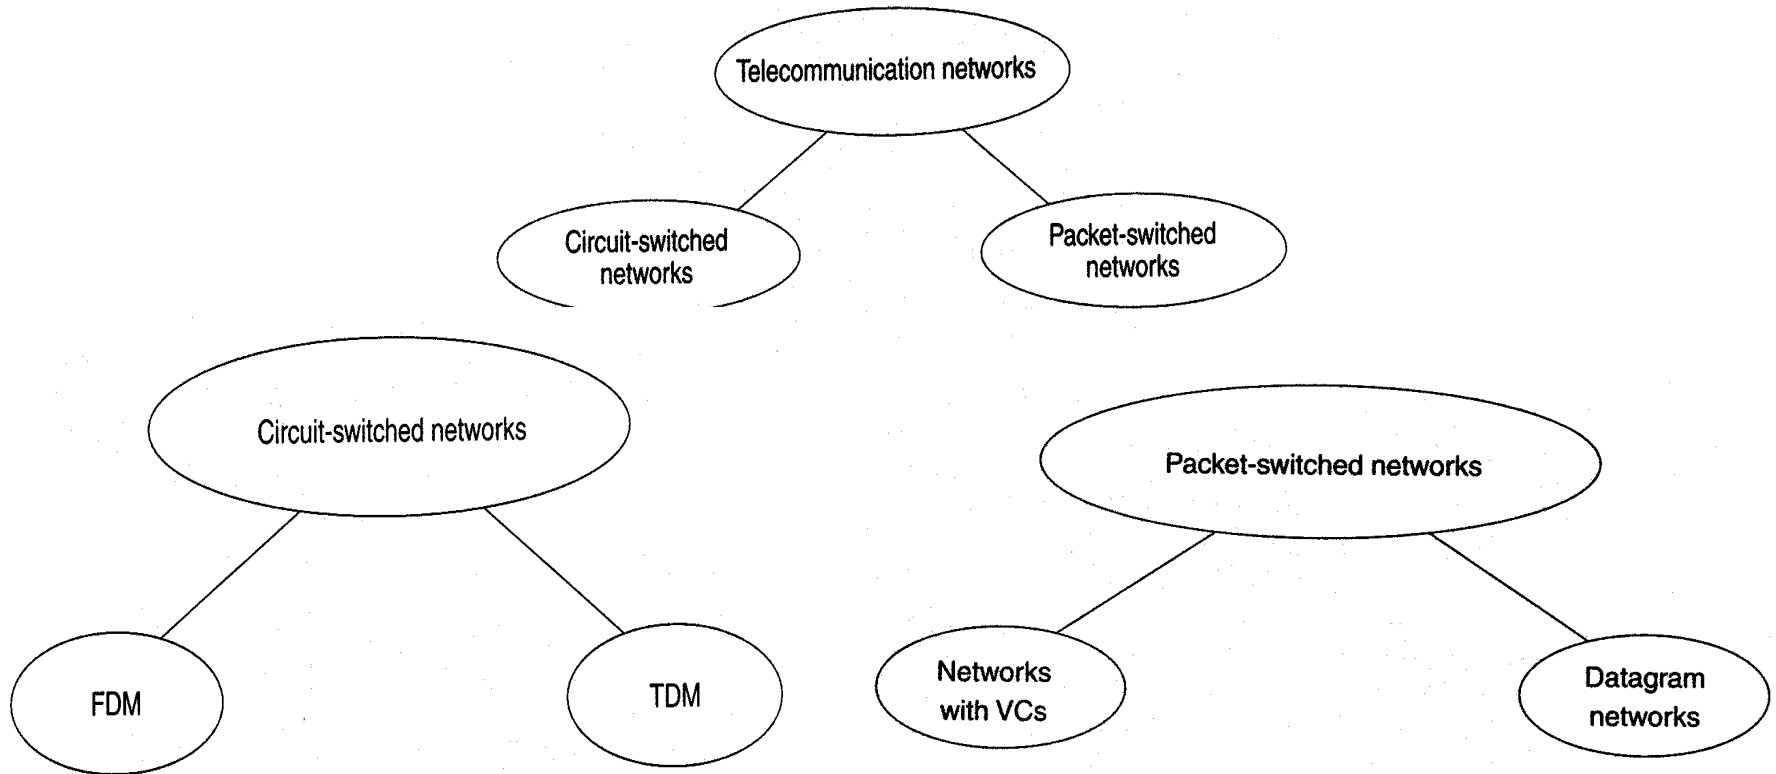 Telecommunication networks
Circuit-switched
networks
Packet-switched
networks
Circuit-switched networks
Packet-switched networks
FDM
TDM
Networks
with VCs
Datagram
networks